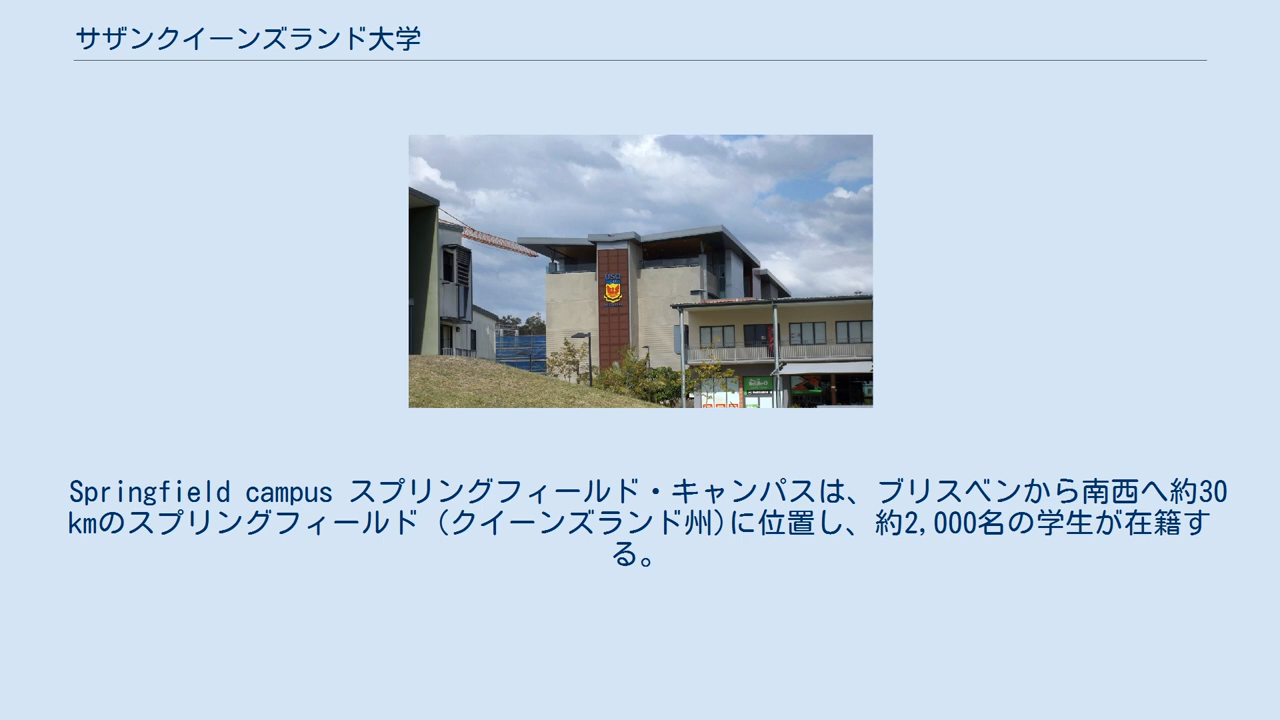 サザンクイーンズランド大学
USQ
Springfield campus スプリングフィールド・キャンパスは、ブリスベンから南西へ約30
kmのスプリングフィールド (クイーンズランド州)に位置し、約2,000名の学生が在籍す
る。